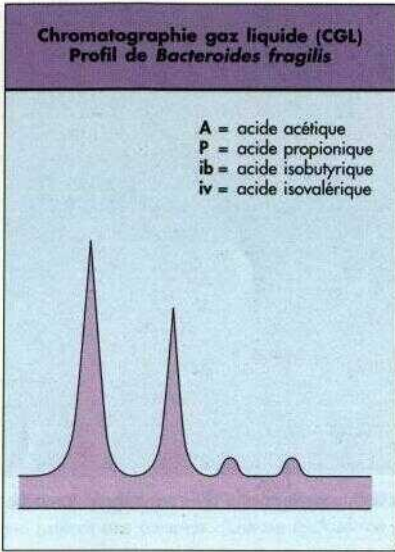 Chromatographie gaz liquide (CGL)
Profil de Bacteroides fragilis
A = acide acétique
P = acide propionique
ib = acide isobutyrique
iv = acide isovalérique